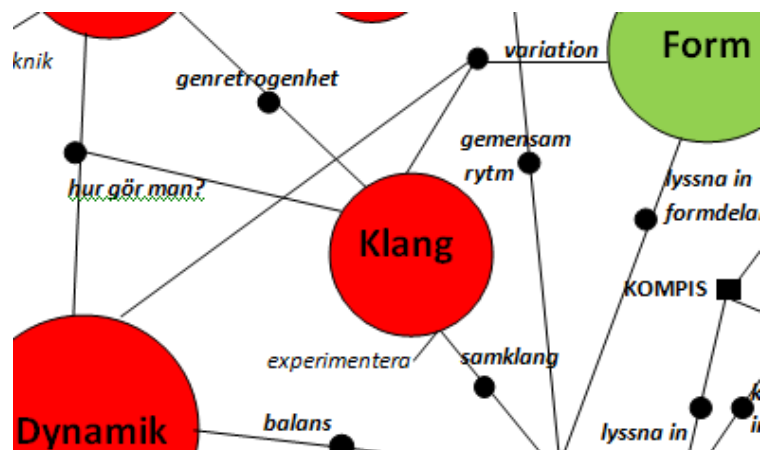 Form
variation
knik
genretrogenhet
gemensam
rytm
hur gör man?
lyssna in
formdelar
Klang
KOMPIS
experimentera
samklang
balans
Dynamik
lyssna in